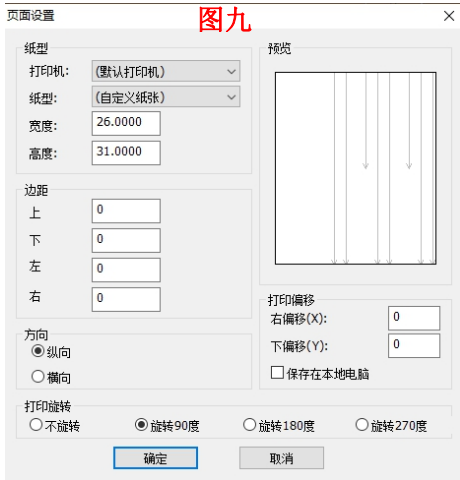 页面设置
图九
纸型
打印机:
(默认打印机)
纸型:
(自定义纸张)
宽度:
26.0000
高度:
31.0000
边距
上
0
下
0
左
0
右
0
方向
纵向
横向
预览
打印偏移
右偏移(X):
0
下偏移(Y):
0
保存在本地电脑
打印旋转
不旋转
旋转90度
旋转180度
旋转270度
确定
取消